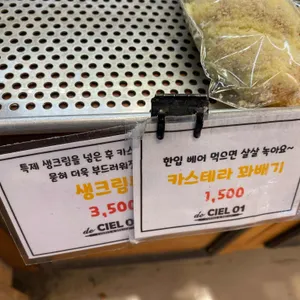 특제 생크림을 넣은 후 카스
묻혀 더욱 부드러워
생크림
3,500
de CIEL 0
한입 베어 먹으면 살살 녹아요~
카스테라 꽈배기
1,500
de CIEL 01